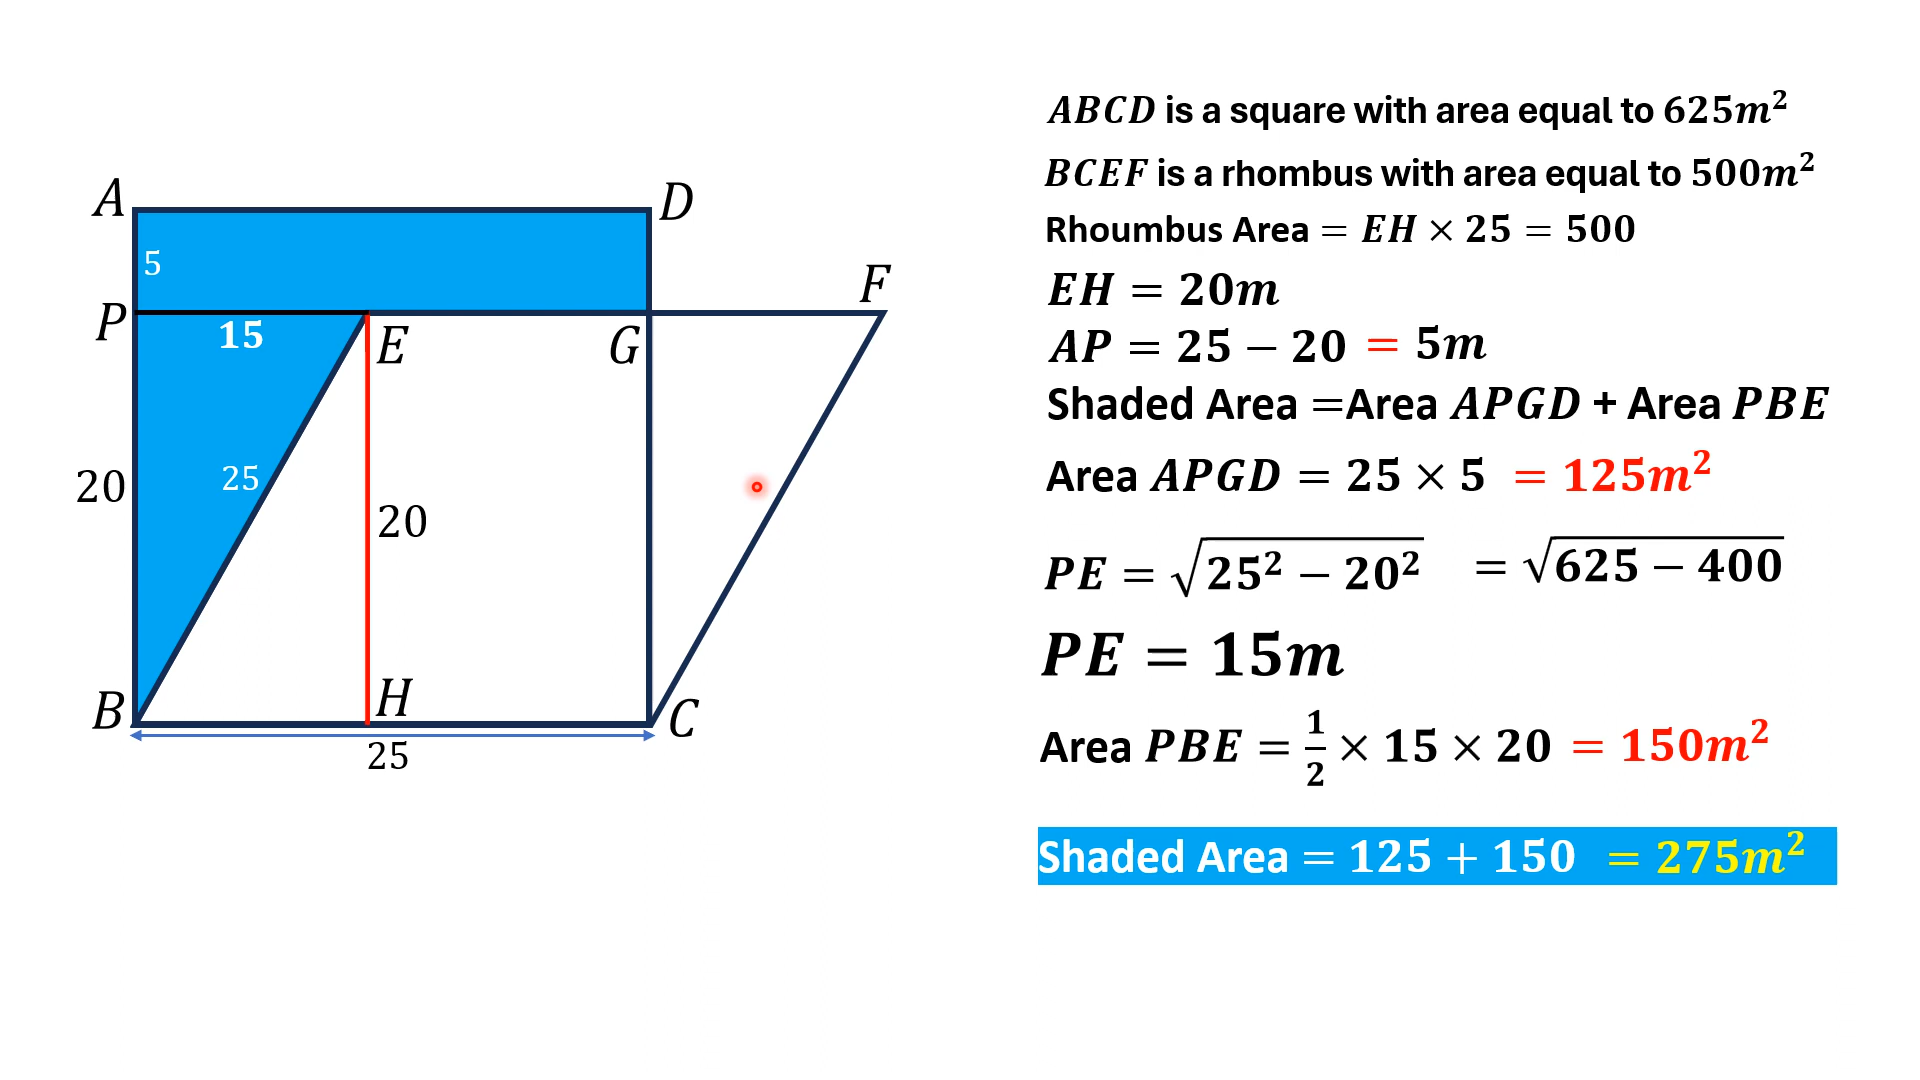 A
D
5
F
P
15
E
G
20
25
20
B
H
C
25
ABCD is a square with area equal to 625m²
BCEF is a rhombus with area equal to 500m²
Rhoumbus Area = EH × 25 = 500
EH = 20m
AP = 25 − 20 = 5m
Shaded Area =Area APGD + Area PBE
Area APGD = 25 × 5 = 125m²
PE = √(25² − 20²) = √(625 − 400)
PE = 15m
Area PBE = 1/2 × 15 × 20 = 150m²
Shaded Area = 125 + 150 = 275m²